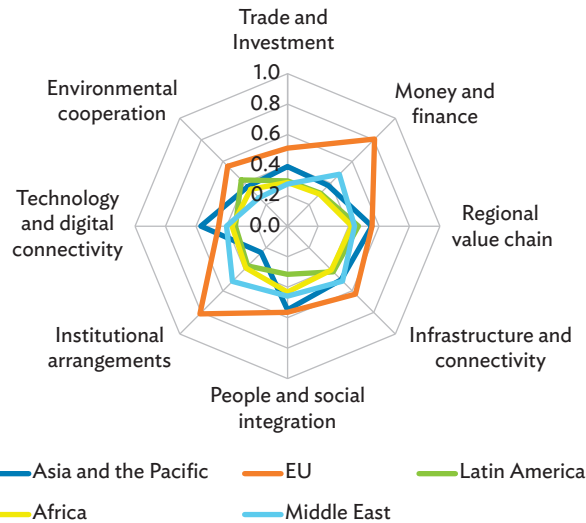 Trade and
Investment
Environmental
cooperation
Money and
finance
1.0
0.8
0.6
0.4
0.2
0.0
Technology
and digital
connectivity
Regional
value chain
Institutional
arrangements
Infrastructure and
connectivity
People and social
integration
Asia and the Pacific
EU
Latin America
Africa
Middle East